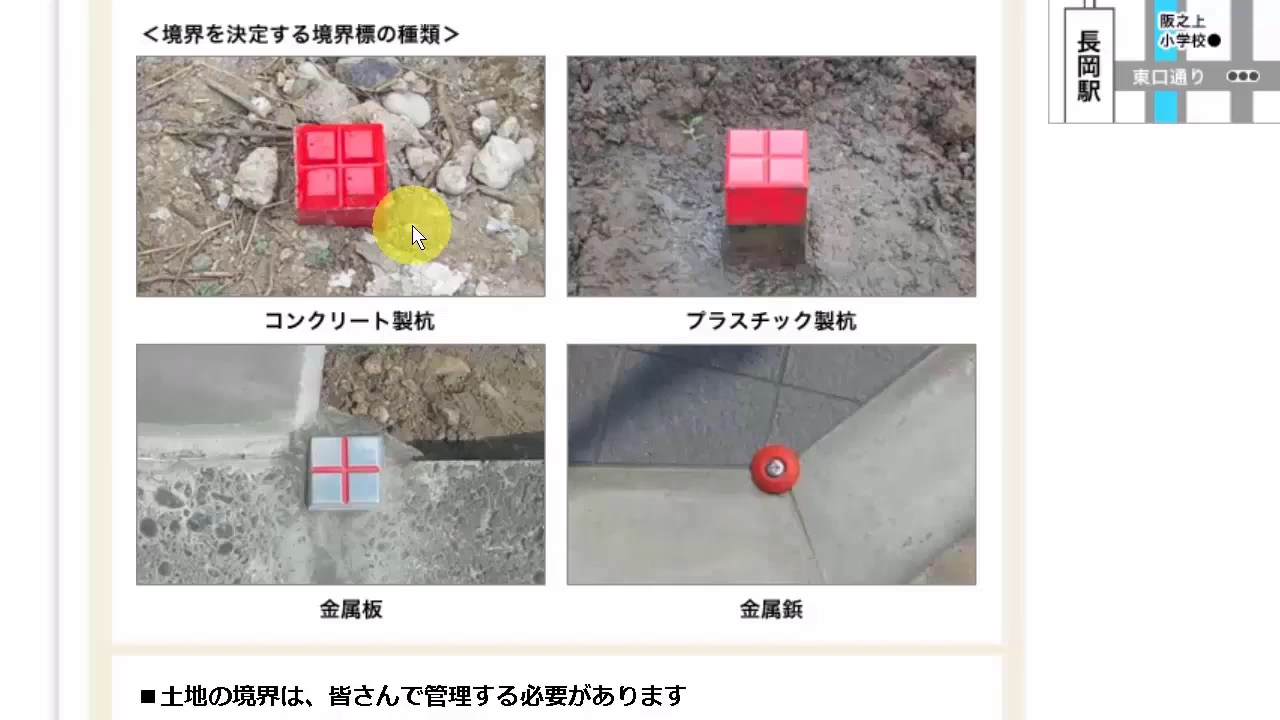 ＜境界を決定する境界標の種類＞
コンクリート製杭
プラスチック製杭
金属板
金属鋲
■土地の境界は、皆さんで管理する必要があります
阪之上
小学校●
長岡駅
東口通り